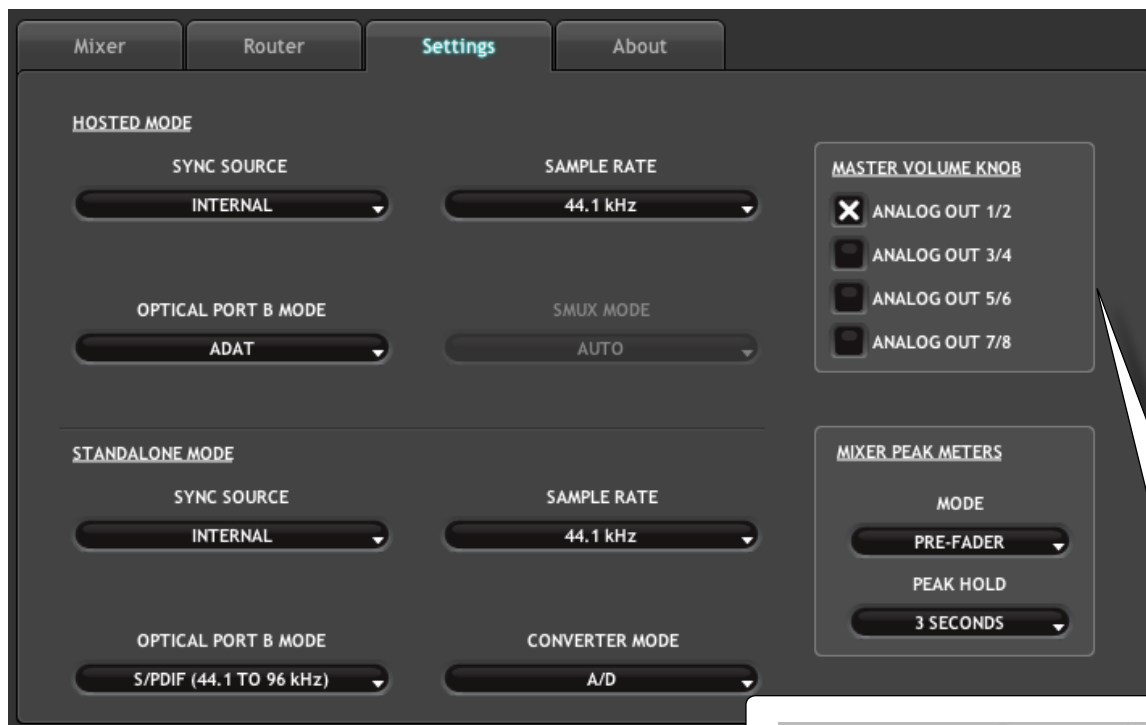 Mixer Router Settings About
HOSTED MODE
SYNC SOURCE SAMPLE RATE
INTERNAL 44.1 kHz
OPTICAL PORT B MODE SMUX MODE
ADAT AUTO
MASTER VOLUME KNOB
ANALOG OUT 1/2
ANALOG OUT 3/4
ANALOG OUT 5/6
ANALOG OUT 7/8
STANDALONE MODE
SYNC SOURCE SAMPLE RATE
INTERNAL 44.1 kHz
OPTICAL PORT B MODE CONVERTER MODE
S/PDIF (44.1 TO 96 kHz) A/D
MIXER PEAK METERS
MODE
PRE-FADER
PEAK HOLD
3 SECONDS